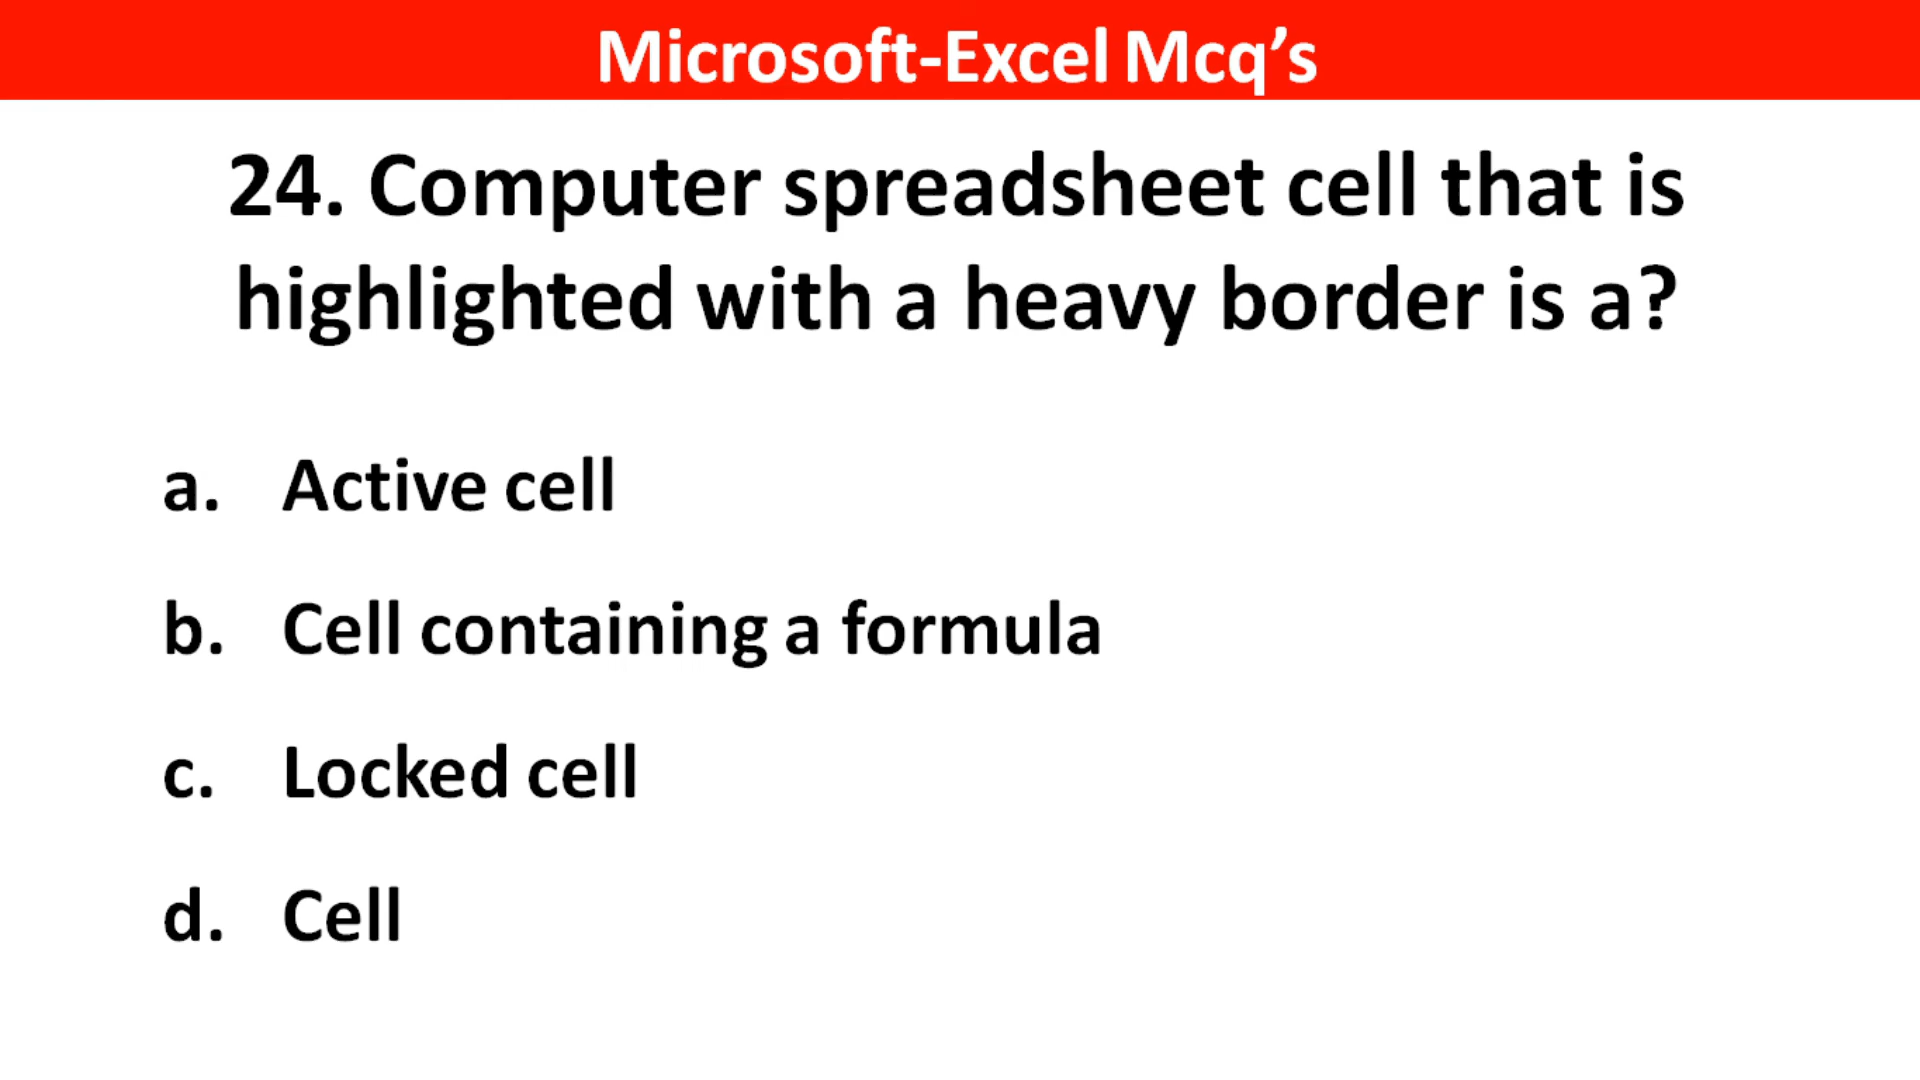 Microsoft-Excel Mcq’s
24. Computer spreadsheet cell that is
highlighted with a heavy border is a?
a. Active cell
b. Cell containing a formula
c. Locked cell
d. Cell